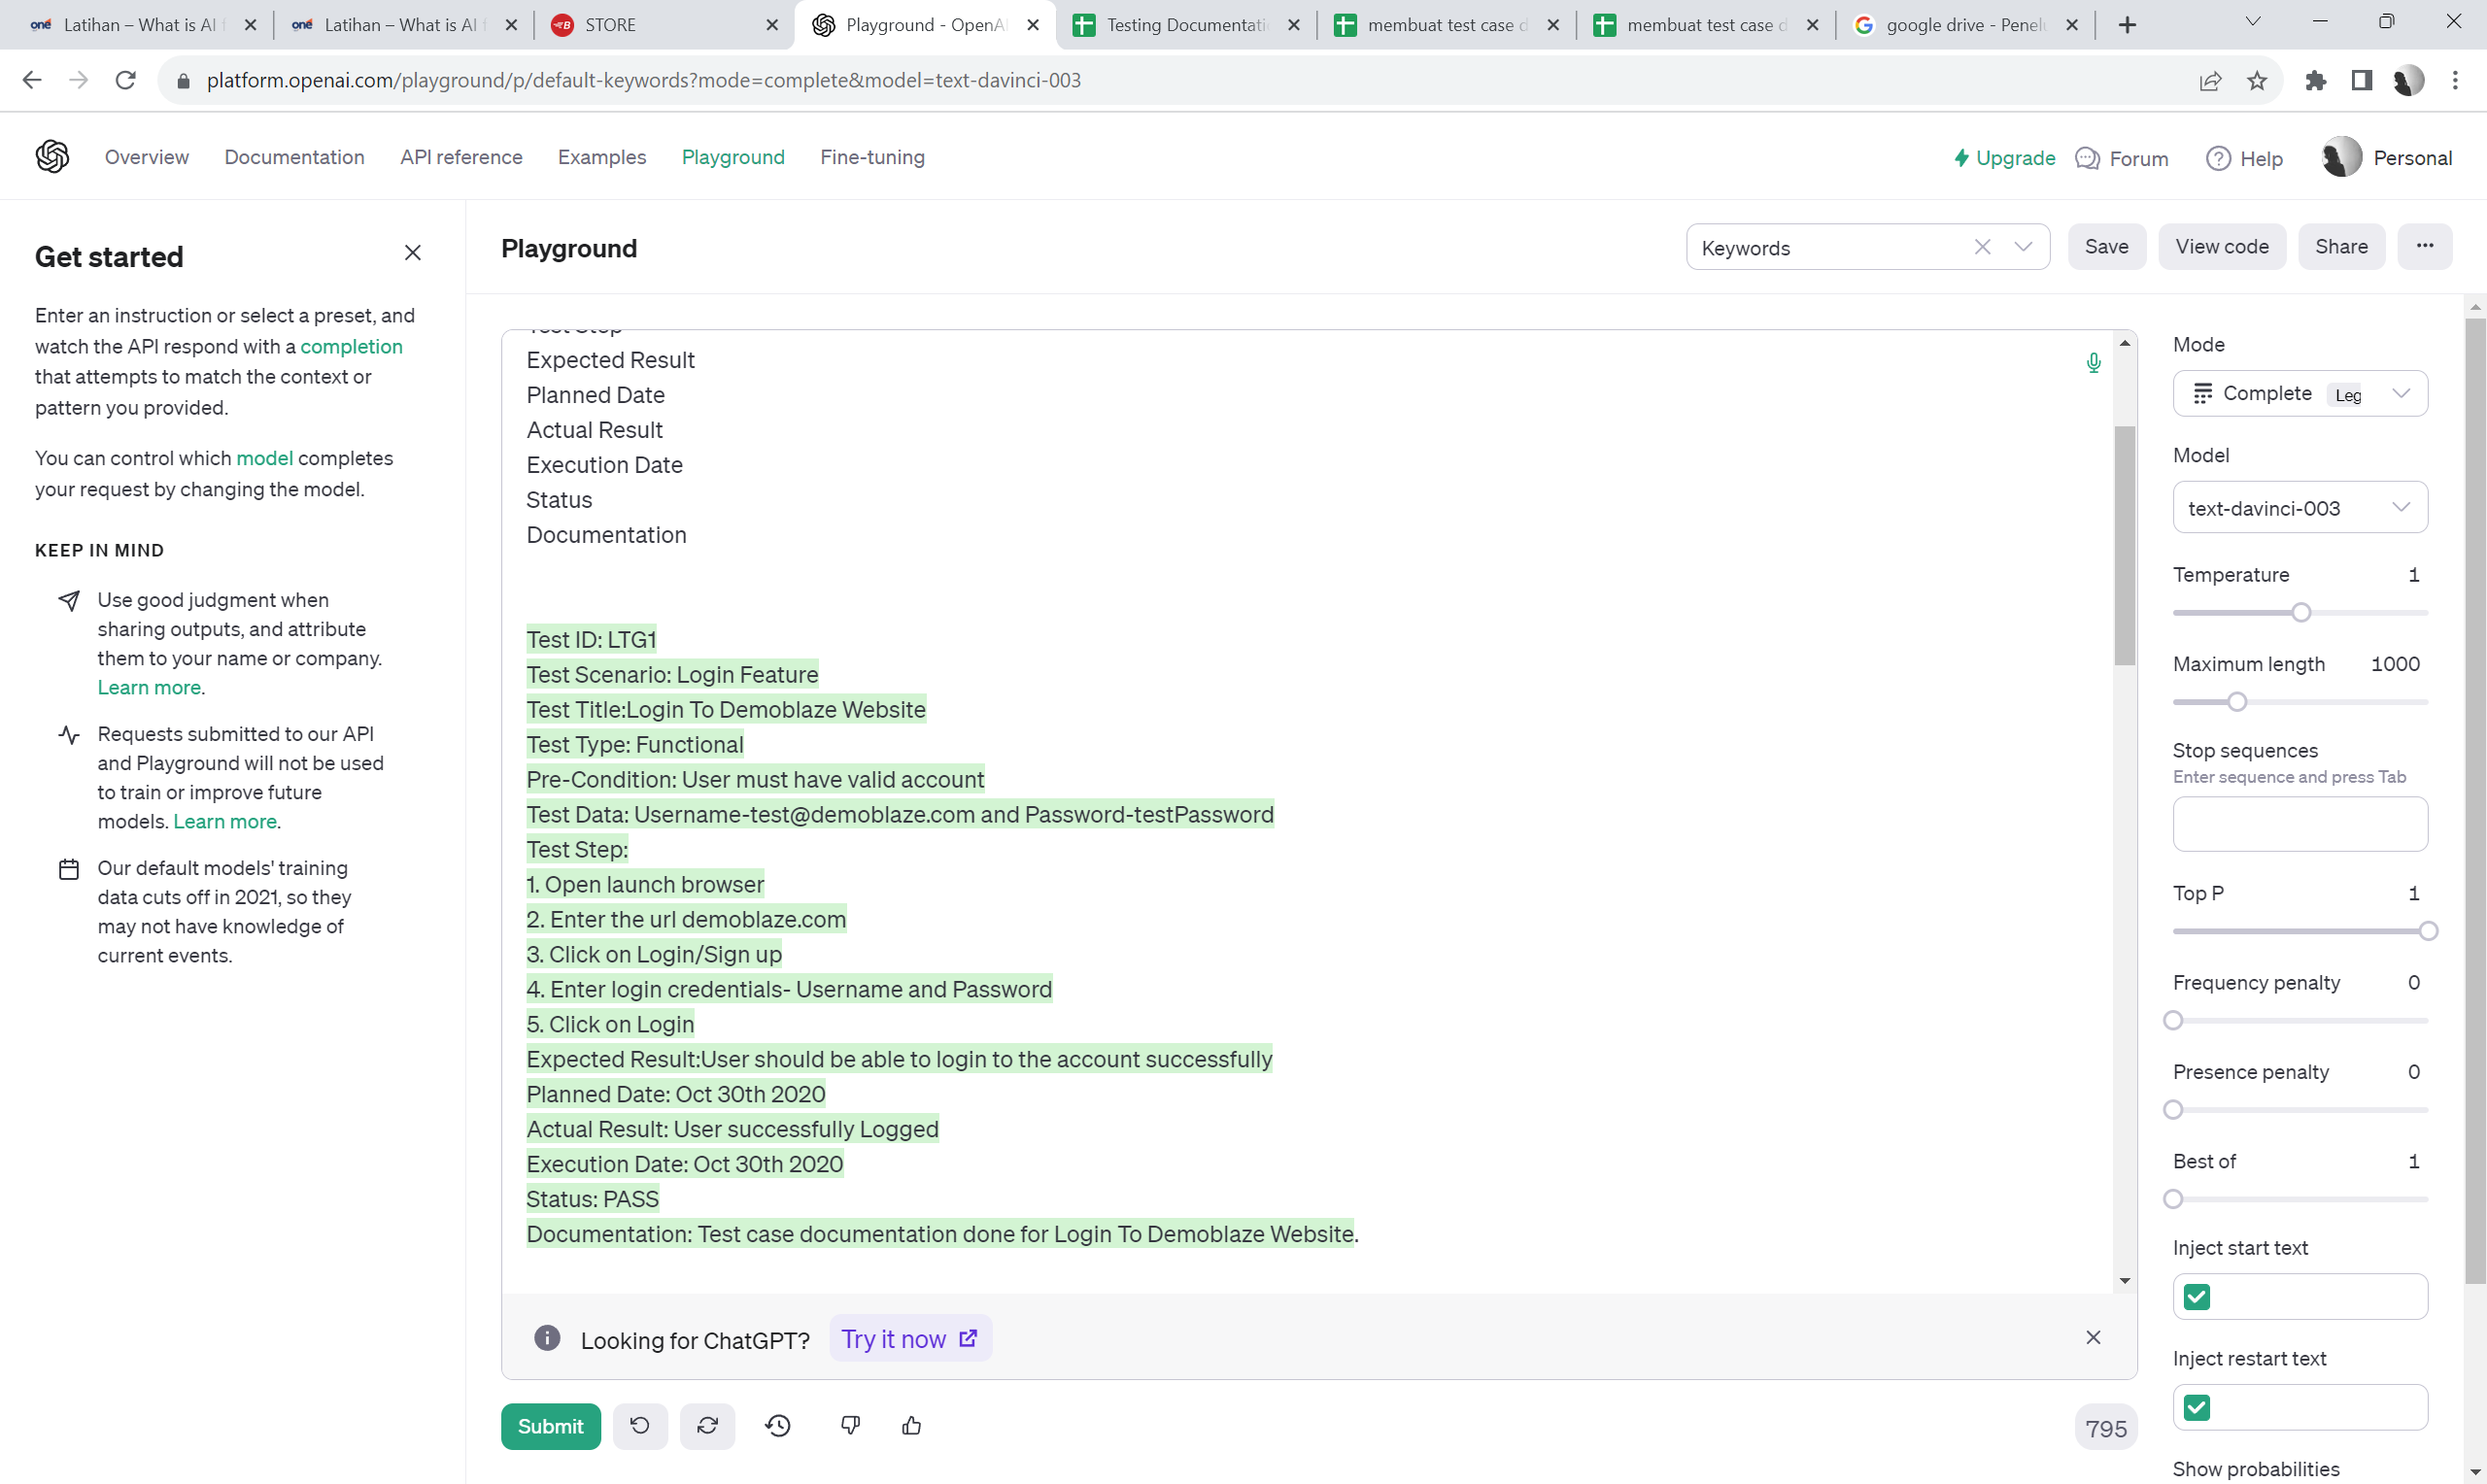 one Latihan – What is AI f
one Latihan – What is AI f
STORE
Playground - OpenA
Testing Documentati
membuat test case d
membuat test case d
google drive - Penelu
platform.openai.com/playground/p/default-keywords?mode=complete&model=text-davinci-003
Overview
Documentation
API reference
Examples
Playground
Fine-tuning
Upgrade
Forum
Help
Personal
Get started
Enter an instruction or select a preset, and
watch the API respond with a completion
that attempts to match the context or
pattern you provided.
You can control which model completes
your request by changing the model.
KEEP IN MIND
Use good judgment when
sharing outputs, and attribute
them to your name or company.
Learn more.
Requests submitted to our API
and Playground will not be used
to train or improve future
models. Learn more.
Our default models' training
data cuts off in 2021, so they
may not have knowledge of
current events.
Playground
Keywords
Save
View code
Share
Test Step
Expected Result
Planned Date
Actual Result
Execution Date
Status
Documentation
Test ID: LTG1
Test Scenario: Login Feature
Test Title:Login To Demoblaze Website
Test Type: Functional
Pre-Condition: User must have valid account
Test Data: Username-test@demoblaze.com and Password-testPassword
Test Step:
1. Open launch browser
2. Enter the url demoblaze.com
3. Click on Login/Sign up
4. Enter login credentials- Username and Password
5. Click on Login
Expected Result:User should be able to login to the account successfully
Planned Date: Oct 30th 2020
Actual Result: User successfully Logged
Execution Date: Oct 30th 2020
Status: PASS
Documentation: Test case documentation done for Login To Demoblaze Website.
Looking for ChatGPT?
Try it now
Submit
795
Mode
Complete Leg
Model
text-davinci-003
Temperature 1
Maximum length 1000
Stop sequences
Enter sequence and press Tab
Top P 1
Frequency penalty 0
Presence penalty 0
Best of 1
Inject start text
Inject restart text
Show probabilities